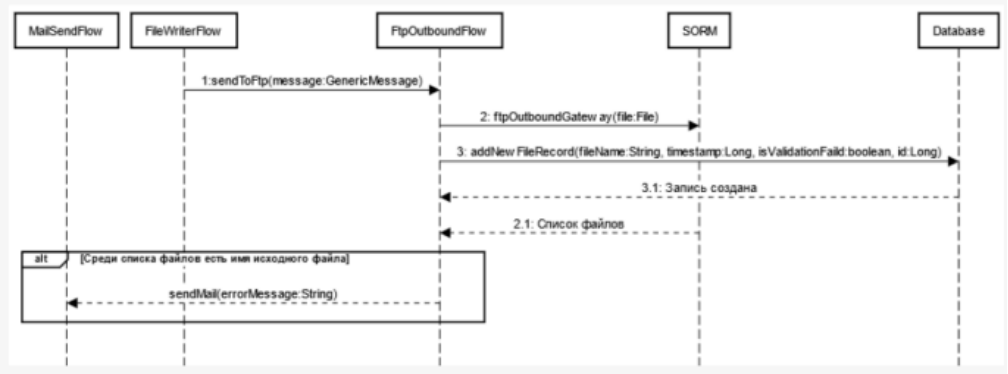 MailSendFlow
FileWriterFlow
FtpOutboundFlow
SORM
Database
1:sendToFtp(message:GenericMessage)
2: ftpOutboundGatew ay(file:File)
3: addNew FileRecord(fileName:String, timestamp:Long, isValidationFaild:boolean, id:Long)
3.1: Запись создана
2.1: Список файлов
alt [Среди списка файлов есть имя исходного файла]
sendMail(errorMessage:String)